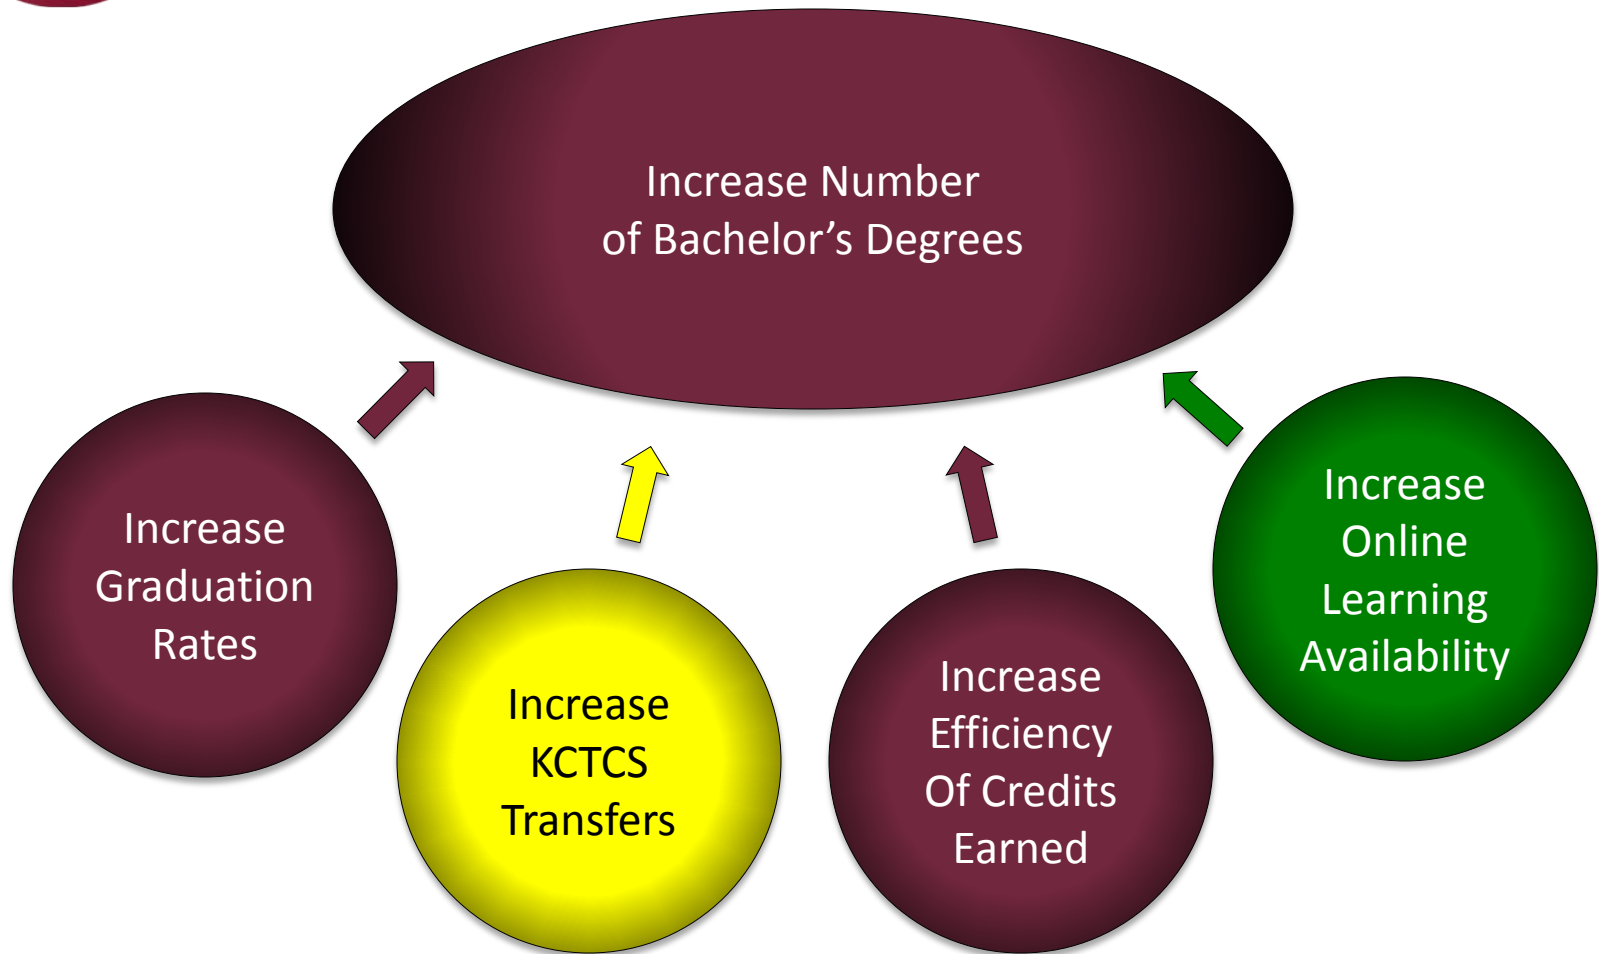 Increase Number
of Bachelor’s Degrees
Increase
Graduation
Rates
Increase
KCTCS
Transfers
Increase
Efficiency
Of Credits
Earned
Increase
Online
Learning
Availability